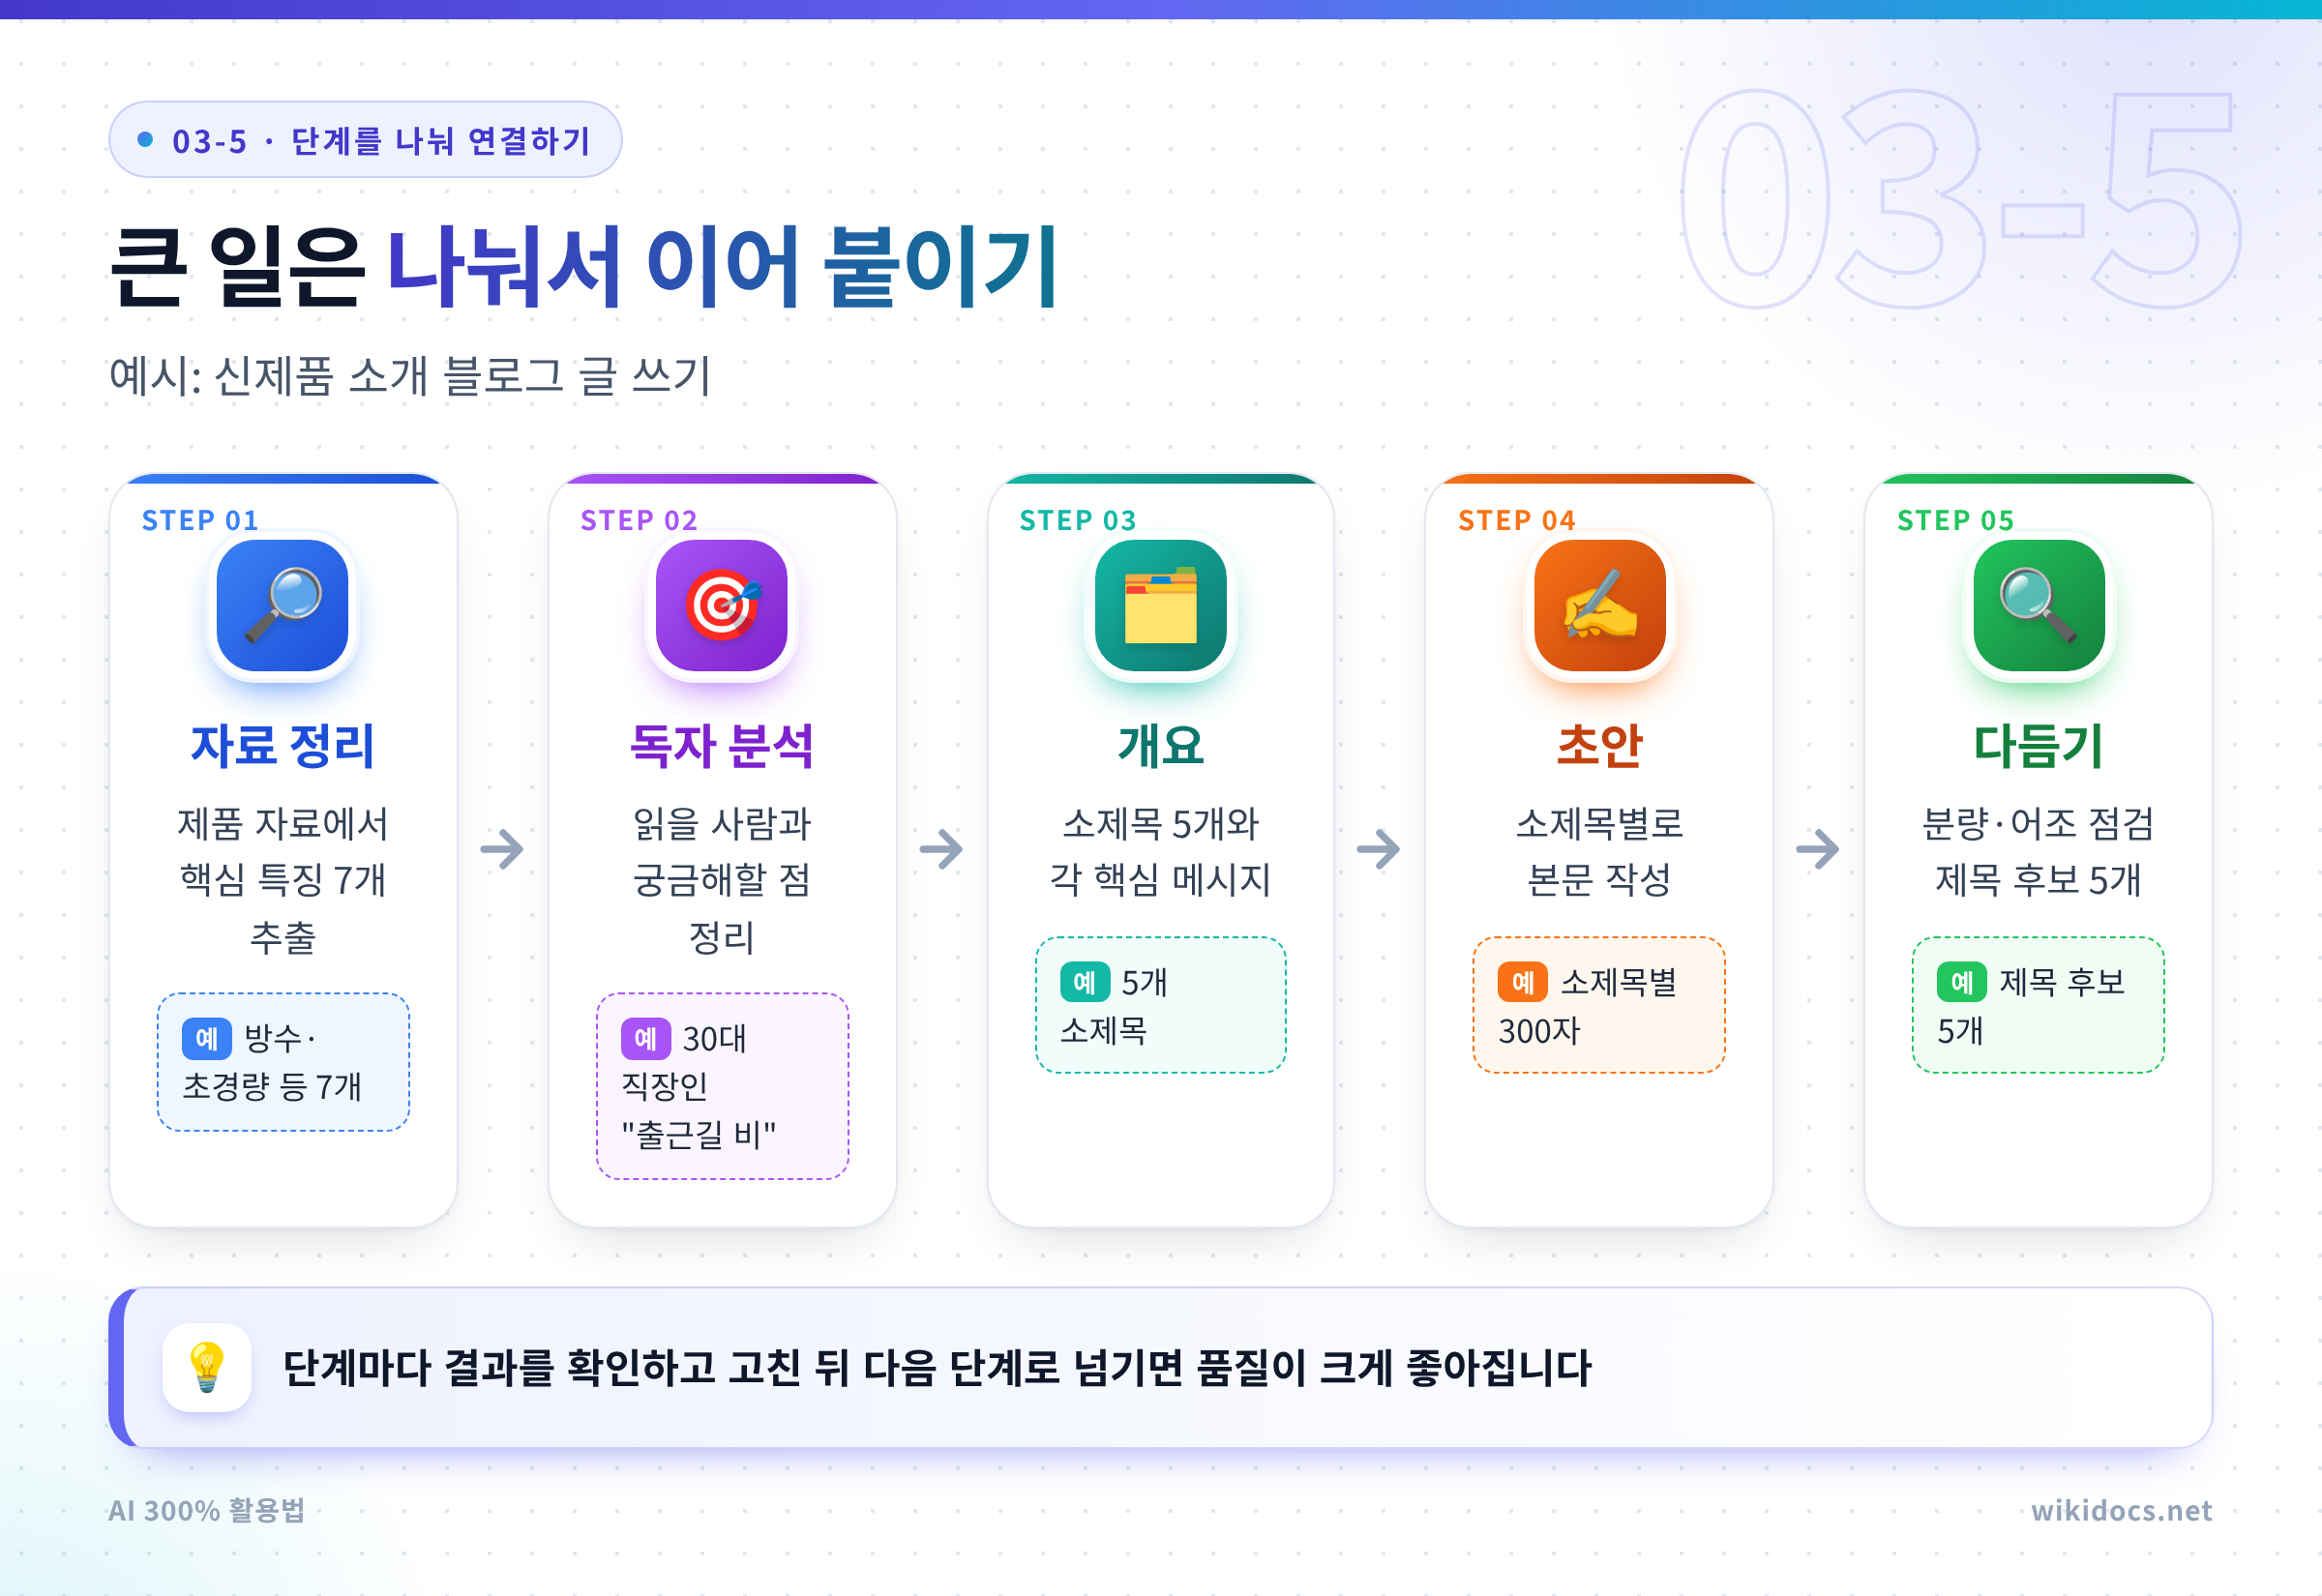 03-5 · 단계를 나눠 연결하기
03-5
큰 일은 나눠서 이어 붙이기
예시: 신제품 소개 블로그 글 쓰기
STEP 01
자료 정리
제품 자료에서
핵심 특징 7개
추출
예 방수·
초경량 등 7개
STEP 02
독자 분석
읽을 사람과
궁금해할 점
정리
예 30대
직장인
"출근길 비"
STEP 03
개요
소제목 5개와
각 핵심 메시지
예 5개
소제목
STEP 04
초안
소제목별로
본문 작성
예 소제목별
300자
STEP 05
다듬기
분량·어조 점검
제목 후보 5개
예 제목 후보
5개
단계마다 결과를 확인하고 고친 뒤 다음 단계로 넘기면 품질이 크게 좋아집니다
AI 300% 활용법
wikidocs.net